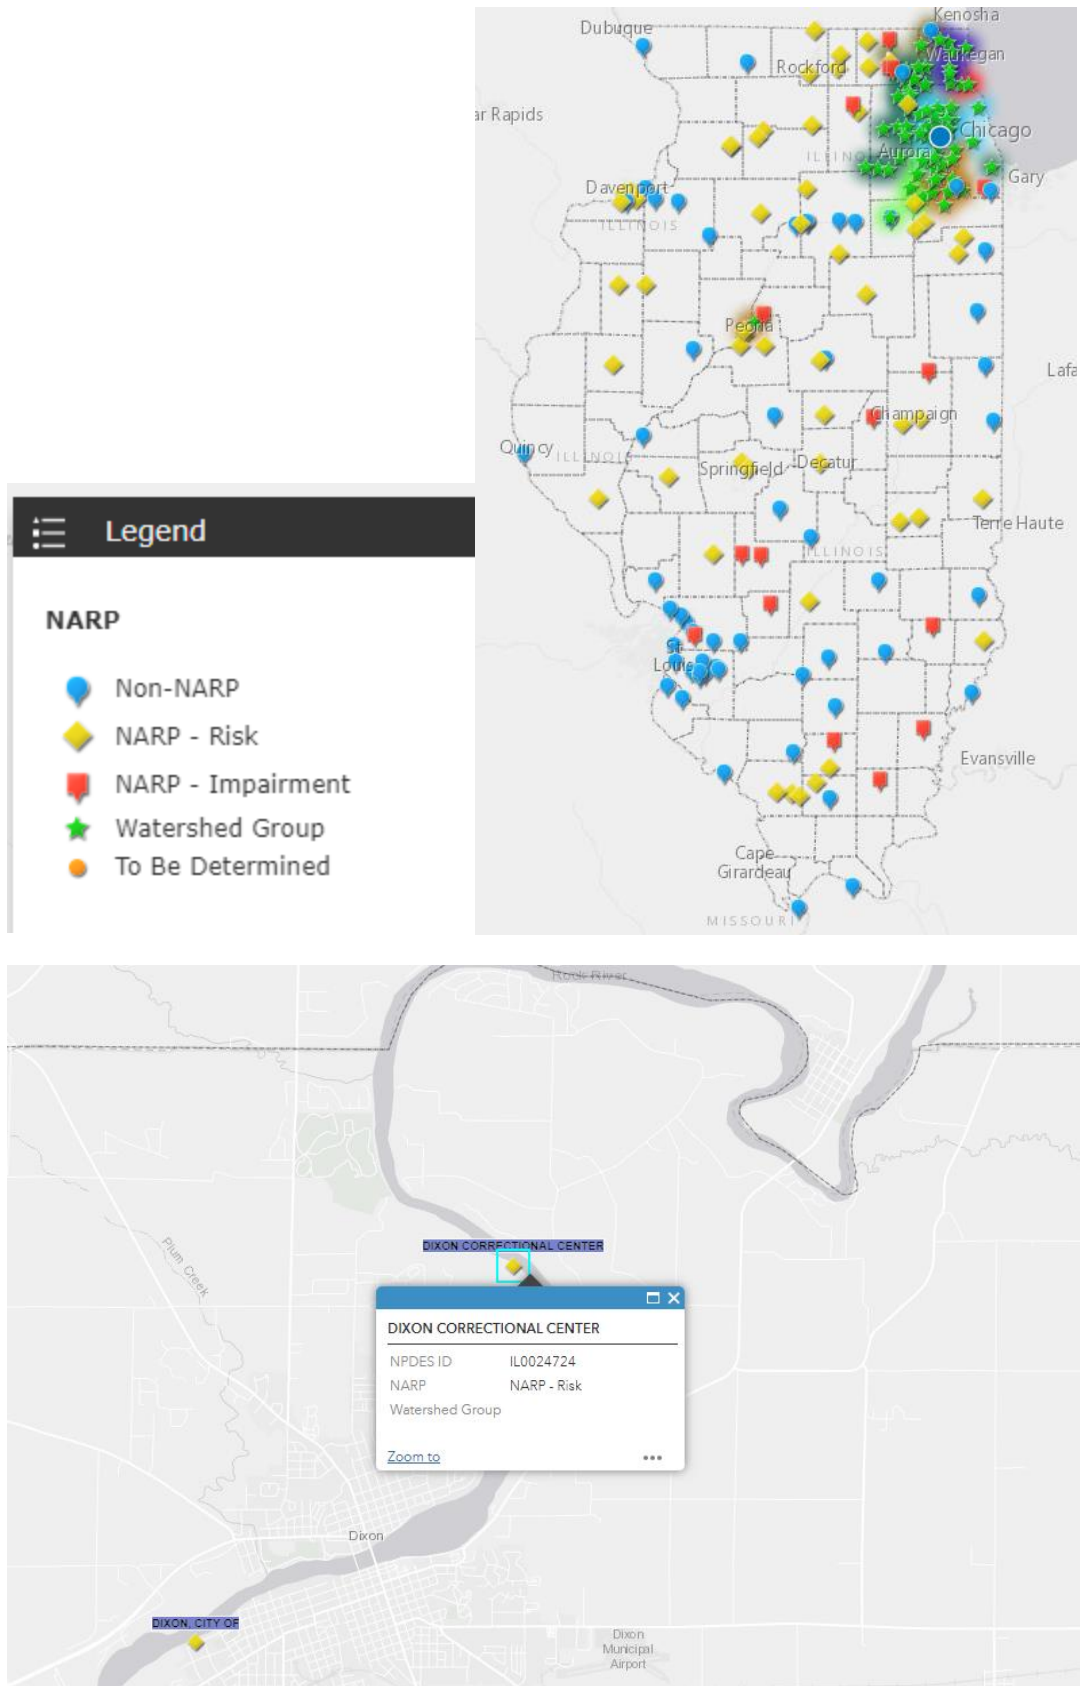 Legend
NARP
Non-NARP
NARP - Risk
NARP - Impairment
Watershed Group
To Be Determined
Kenosha
Dubuque
Waukegan
Rockford
ar Rapids
Chicago
ILLINO
Aurora
Gary
Davenport
ILLINOIS
Peoria
Lafa
Champaign
Quincy
ILLINOIS
Springfield
Decatur
Terre Haute
ILLINOIS
St
Louis
Evansville
Cape
Girardeau
MISSOURI
Rock River
DIXON CORRECTIONAL CENTER
Plum Creek
DIXON CORRECTIONAL CENTER
NPDES ID IL0024724
NARP NARP - Risk
Watershed Group
Zoom to
Dixon
DIXON, CITY OF
Dixon
Municipal
Airport